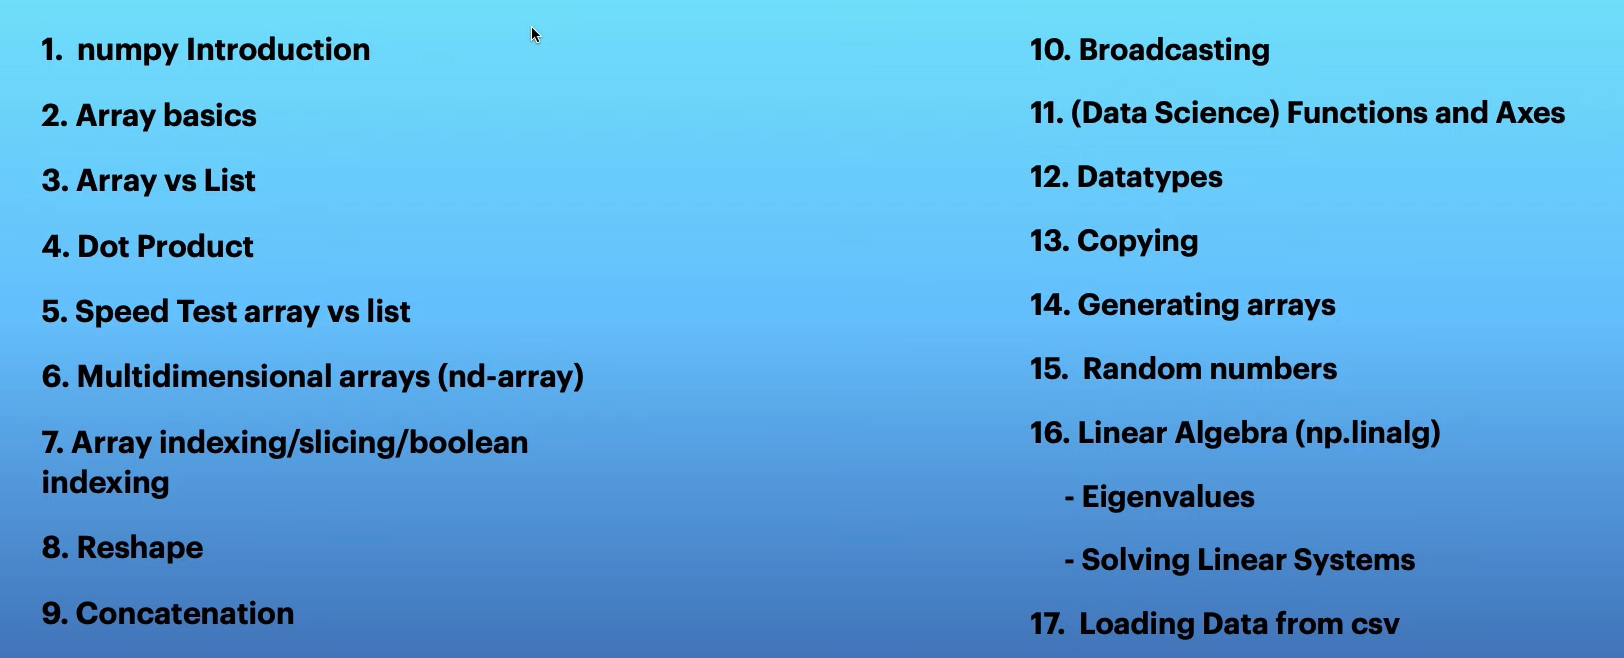 1. numpy Introduction
2. Array basics
3. Array vs List
4. Dot Product
5. Speed Test array vs list
6. Multidimensional arrays (nd-array)
7. Array indexing/slicing/boolean
indexing
8. Reshape
9. Concatenation
10. Broadcasting
11. (Data Science) Functions and Axes
12. Datatypes
13. Copying
14. Generating arrays
15. Random numbers
16. Linear Algebra (np.linalg)
- Eigenvalues
- Solving Linear Systems
17. Loading Data from csv